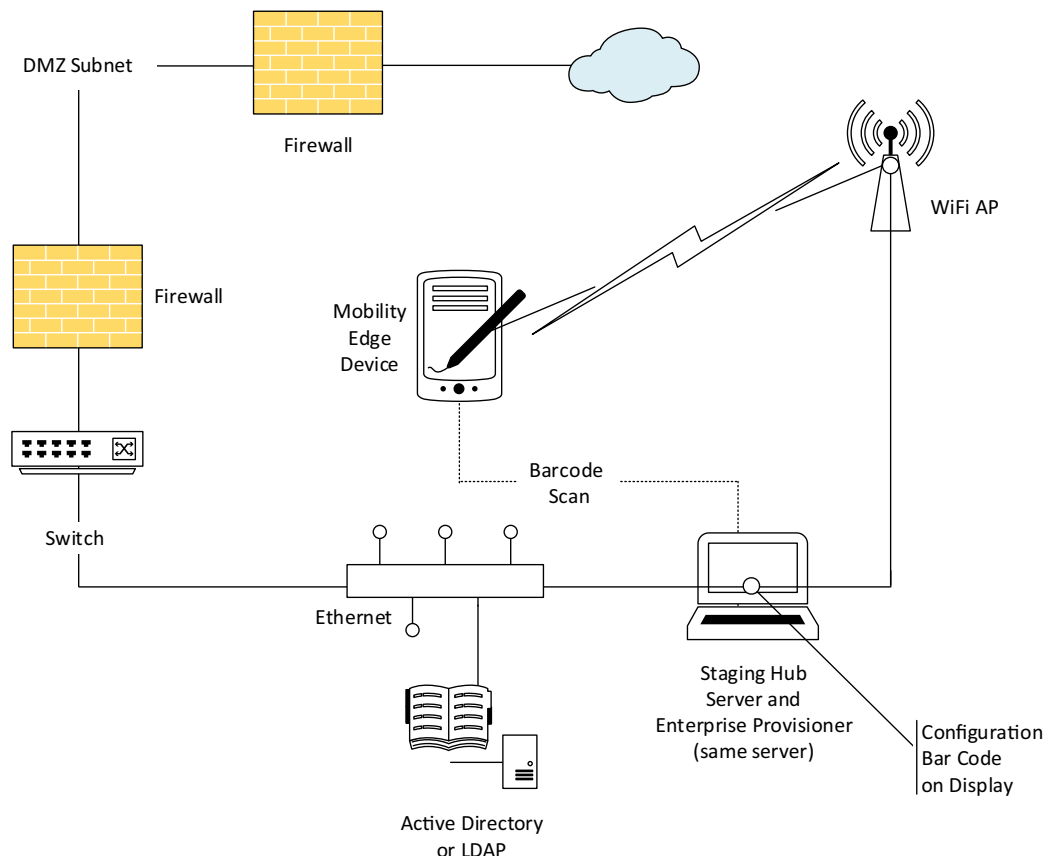 DMZ Subnet
Firewall
WiFi AP
Firewall
Mobility
Edge
Device
Barcode
Scan
Switch
Ethernet
Staging Hub
Server and
Enterprise Provisioner
(same server)
Configuration
Bar Code
on Display
Active Directory
or LDAP